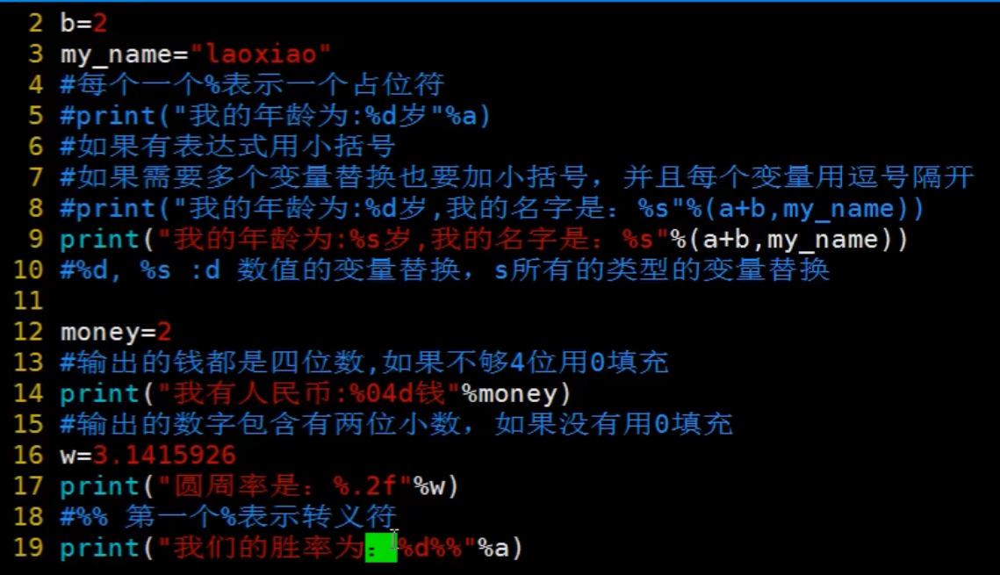 2 b=2
3 my_name="laoxiao"
4 #每个一个%表示一个占位符
5 #print("我的年龄为:%d岁"%a)
6 #如果有表达式用小括号
7 #如果需要多个变量替换也要加小括号，并且每个变量用逗号隔开
8 #print("我的年龄为:%d岁,我的名字是：%s"%(a+b,my_name))
9 print("我的年龄为:%s岁,我的名字是：%s"%(a+b,my_name))
10 #%d, %s :d 数值的变量替换，s所有的类型的变量替换
11
12 money=2
13 #输出的钱都是四位数,如果不够4位用0填充
14 print("我有人民币:%04d钱"%money)
15 #输出的数字包含有两位小数，如果没有用0填充
16 w=3.1415926
17 print("圆周率是：%.2f"%w)
18 #%% 第一个%表示转义符
19 print("我们的胜率为：%d%%"%a)